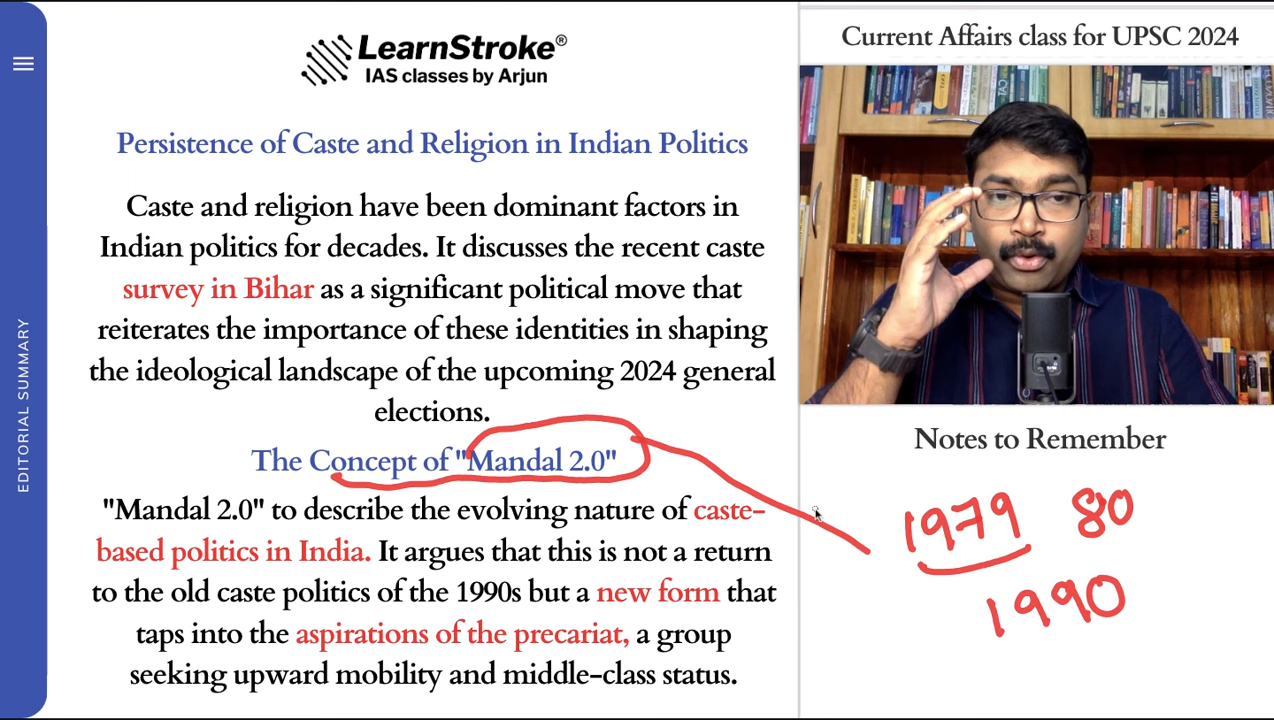 EDITORIAL SUMMARY
LearnStroke®
IAS classes by Arjun
Persistence of Caste and Religion in Indian Politics
Caste and religion have been dominant factors in
Indian politics for decades. It discusses the recent caste
survey in Bihar as a significant political move that
reiterates the importance of these identities in shaping
the ideological landscape of the upcoming 2024 general
elections.
The Concept of "Mandal 2.0"
"Mandal 2.0" to describe the evolving nature of caste-
based politics in India. It argues that this is not a return
to the old caste politics of the 1990s but a new form that
taps into the aspirations of the precariat, a group
seeking upward mobility and middle-class status.
Current Affairs class for UPSC 2024
Notes to Remember
1979 80
1990